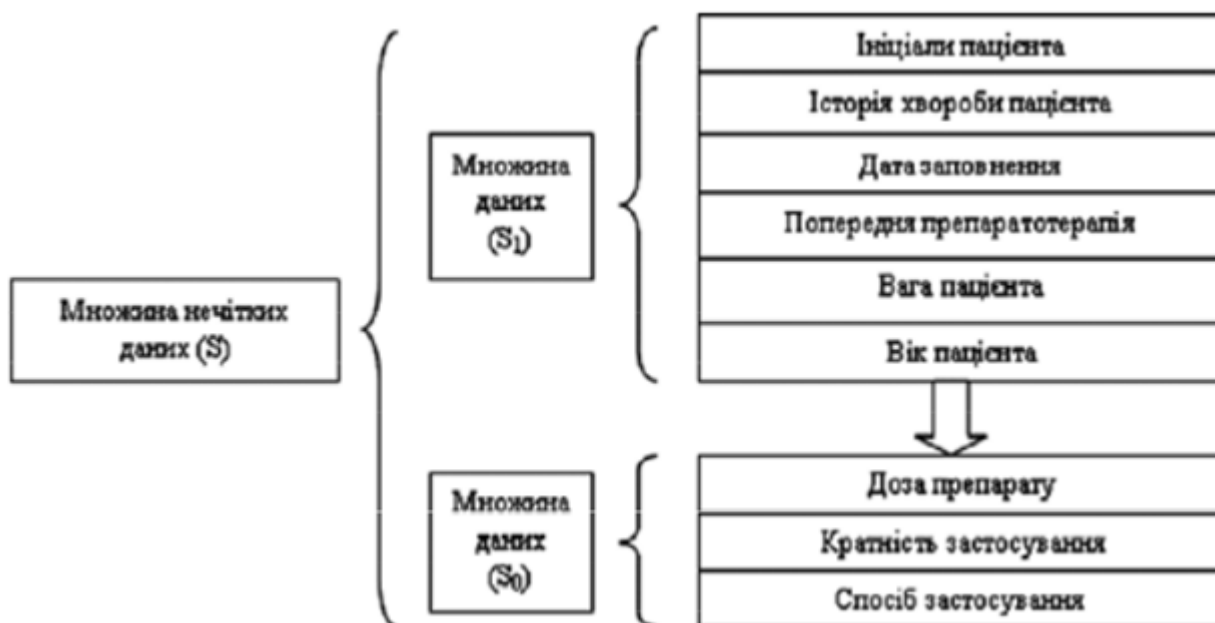 Множина нечітких
даних (S)
Множина
даних
(S₁)
Ініціали пацієнта
Історія хвороби пацієнта
Дата заповнення
Попередня препаратотерапія
Вага пацієнта
Вік пацієнта
Множина
даних
(S₀)
Доза препарату
Кратність застосування
Спосіб застосування